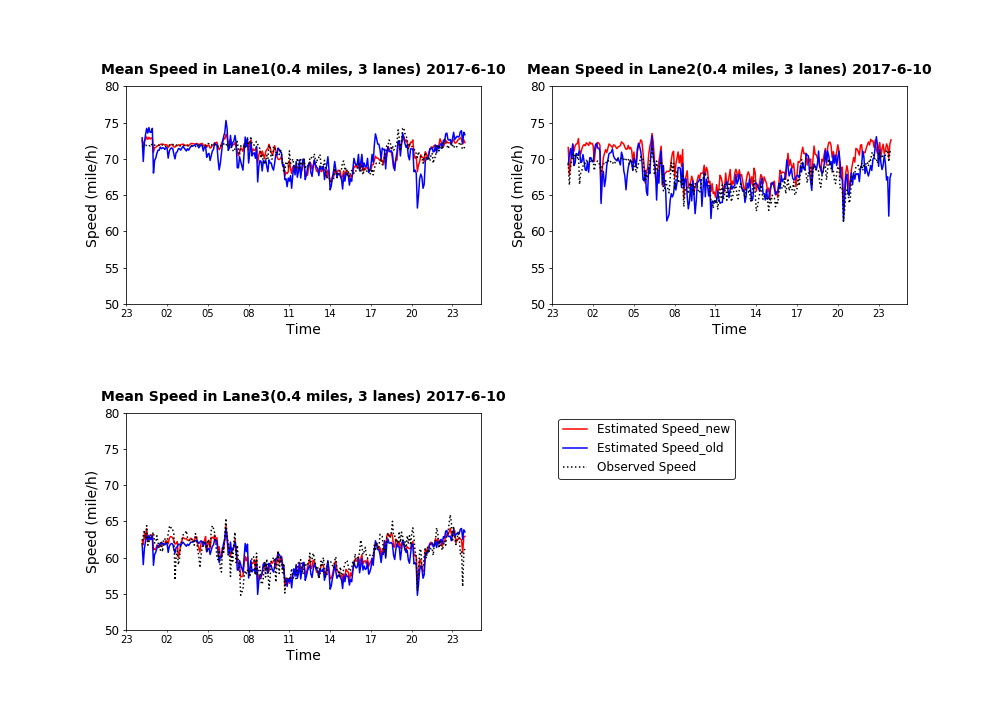 Mean Speed in Lane1(0.4 miles, 3 lanes) 2017-6-10
80
75
70
65
60
55
50
Speed (mile/h)
23 02 05 08 11 14 17 20 23
Time
Mean Speed in Lane2(0.4 miles, 3 lanes) 2017-6-10
80
75
70
65
60
55
50
Speed (mile/h)
23 02 05 08 11 14 17 20 23
Time
Mean Speed in Lane3(0.4 miles, 3 lanes) 2017-6-10
80
75
70
65
60
55
50
Speed (mile/h)
23 02 05 08 11 14 17 20 23
Time
Estimated Speed_new
Estimated Speed_old
Observed Speed